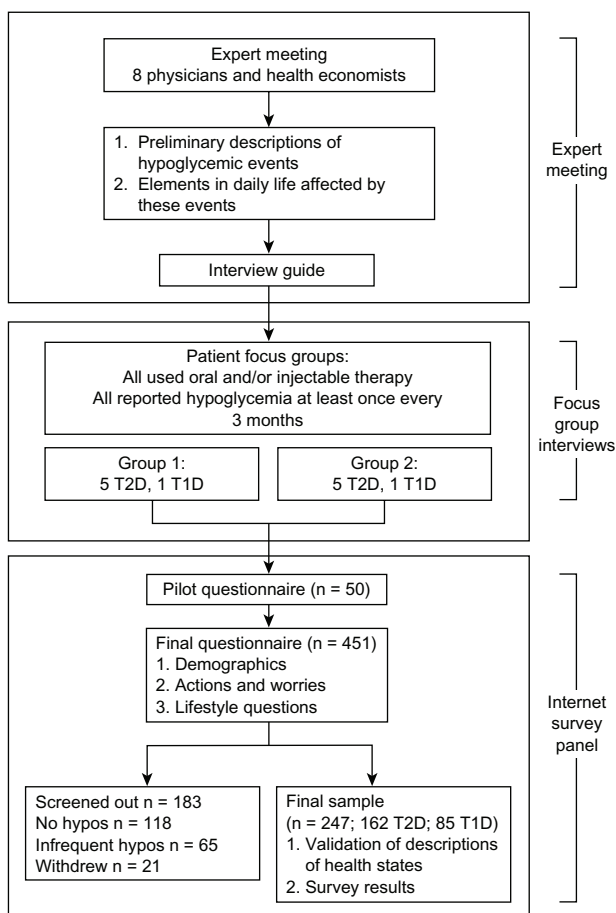 Expert meeting
8 physicians and health economists
1. Preliminary descriptions of
hypoglycemic events
2. Elements in daily life affected by
these events
Interview guide
Expert
meeting
Patient focus groups:
All used oral and/or injectable therapy
All reported hypoglycemia at least once every
3 months
Group 1:
5 T2D, 1 T1D
Group 2:
5 T2D, 1 T1D
Focus
group
interviews
Pilot questionnaire (n = 50)
Final questionnaire (n = 451)
1. Demographics
2. Actions and worries
3. Lifestyle questions
Screened out n = 183
No hypos n = 118
Infrequent hypos n = 65
Withdrew n = 21
Final sample
(n = 247; 162 T2D; 85 T1D)
1. Validation of descriptions
of health states
2. Survey results
Internet
survey
panel